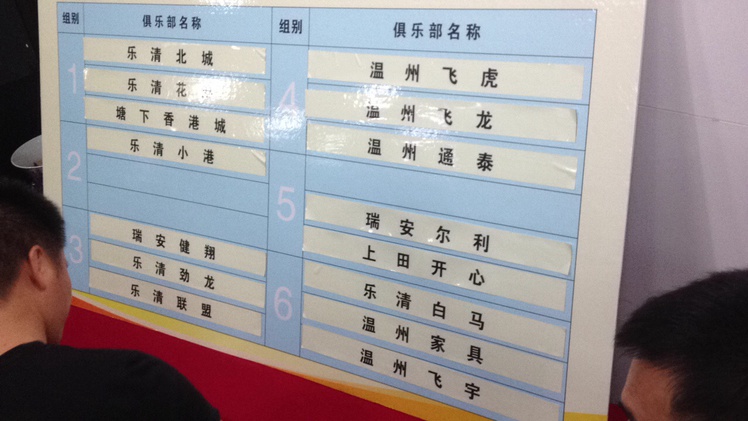 组别 俱乐部名称 组别 俱乐部名称
1
乐清北城
乐清花
塘下香港城
2
乐清小港
3
瑞安健翔
乐清劲龙
乐清联盟
4
温州飞虎
温州飞龙
温州通泰
5
瑞安尔利
上田开心
6
乐清白马
温州家具
温州飞宇